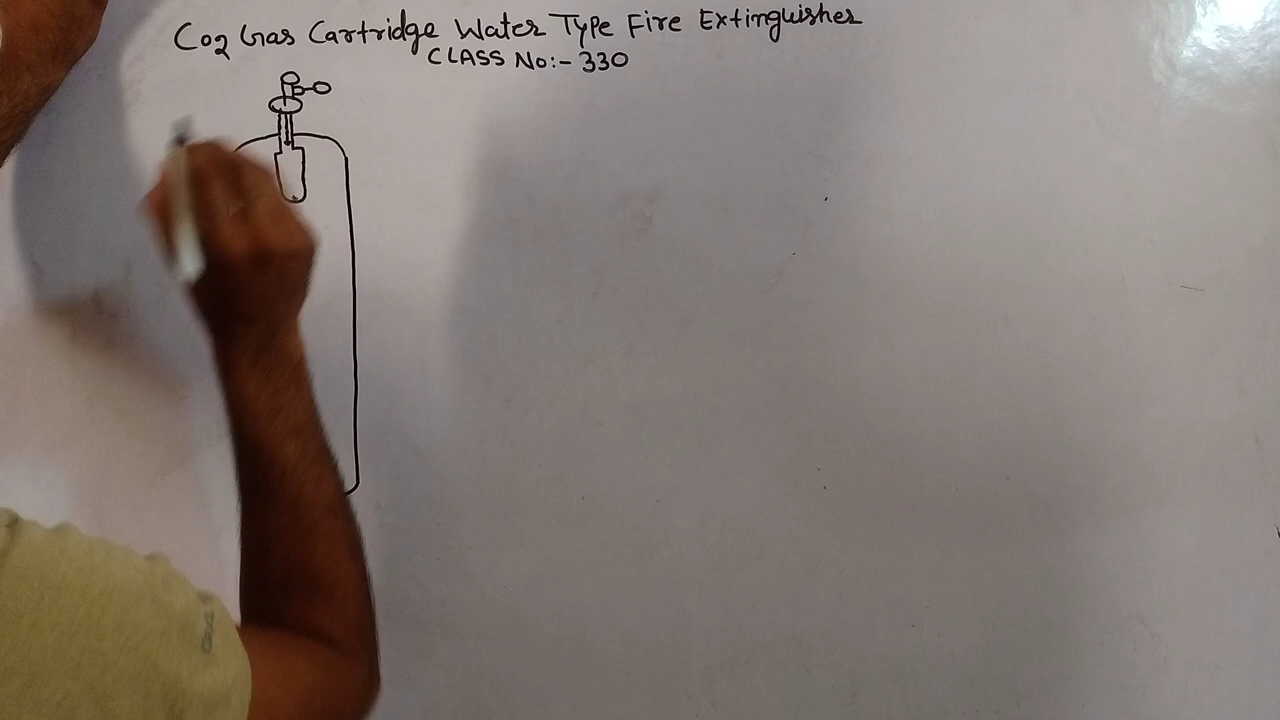 Co2 Gas Cartridge Water Type Fire Extinguisher
CLASS No:- 330